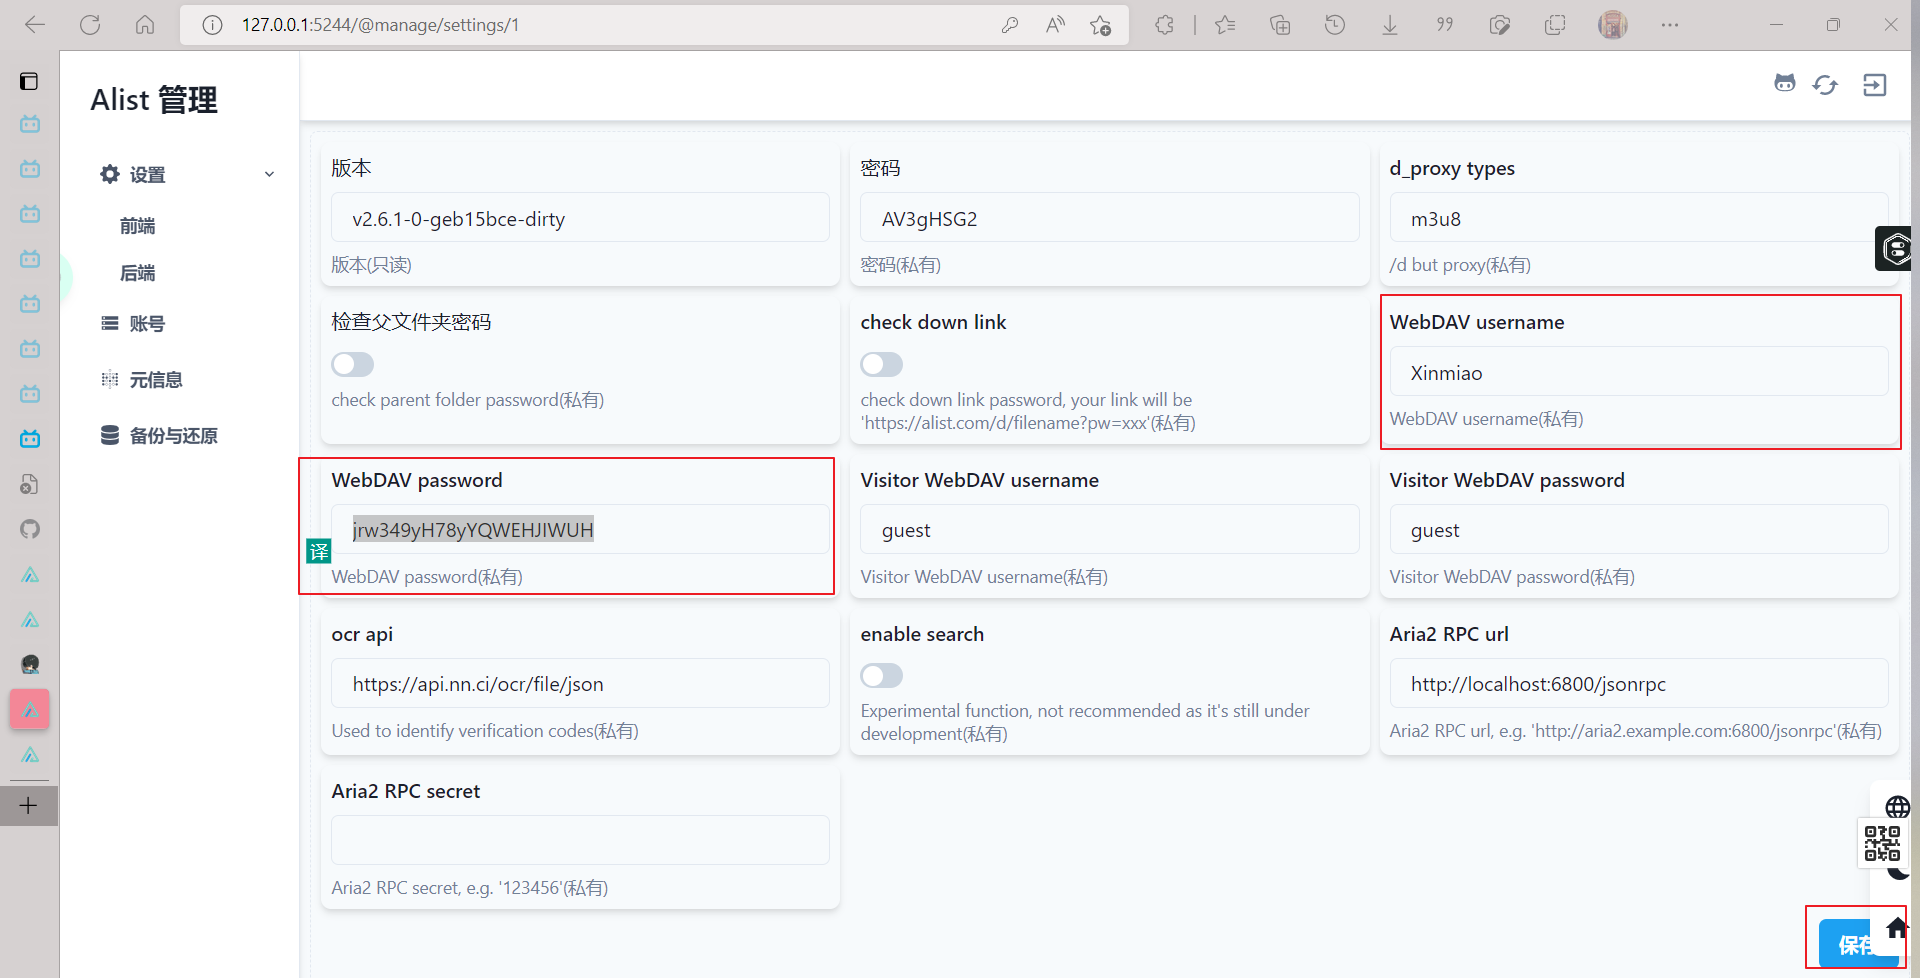 127.0.0.1:5244/@manage/settings/1
Alist 管理
设置
前端
后端
账号
元信息
备份与还原
版本
v2.6.1-0-geb15bce-dirty
版本(只读)
密码
AV3gHSG2
密码(私有)
d_proxy types
m3u8
/d but proxy(私有)
检查父文件夹密码
check parent folder password(私有)
check down link
check down link password, your link will be
'https://alist.com/d/filename?pw=xxx'(私有)
WebDAV username
Xinmiao
WebDAV username(私有)
WebDAV password
jrw349yH78yYQWEHJIWUH
译
WebDAV password(私有)
Visitor WebDAV username
guest
Visitor WebDAV username(私有)
Visitor WebDAV password
guest
Visitor WebDAV password(私有)
ocr api
https://api.nn.ci/ocr/file/json
Used to identify verification codes(私有)
enable search
Experimental function, not recommended as it's still under
development(私有)
Aria2 RPC url
http://localhost:6800/jsonrpc
Aria2 RPC url, e.g. 'http://aria2.example.com:6800/jsonrpc'(私有)
Aria2 RPC secret
Aria2 RPC secret, e.g. '123456'(私有)
保存